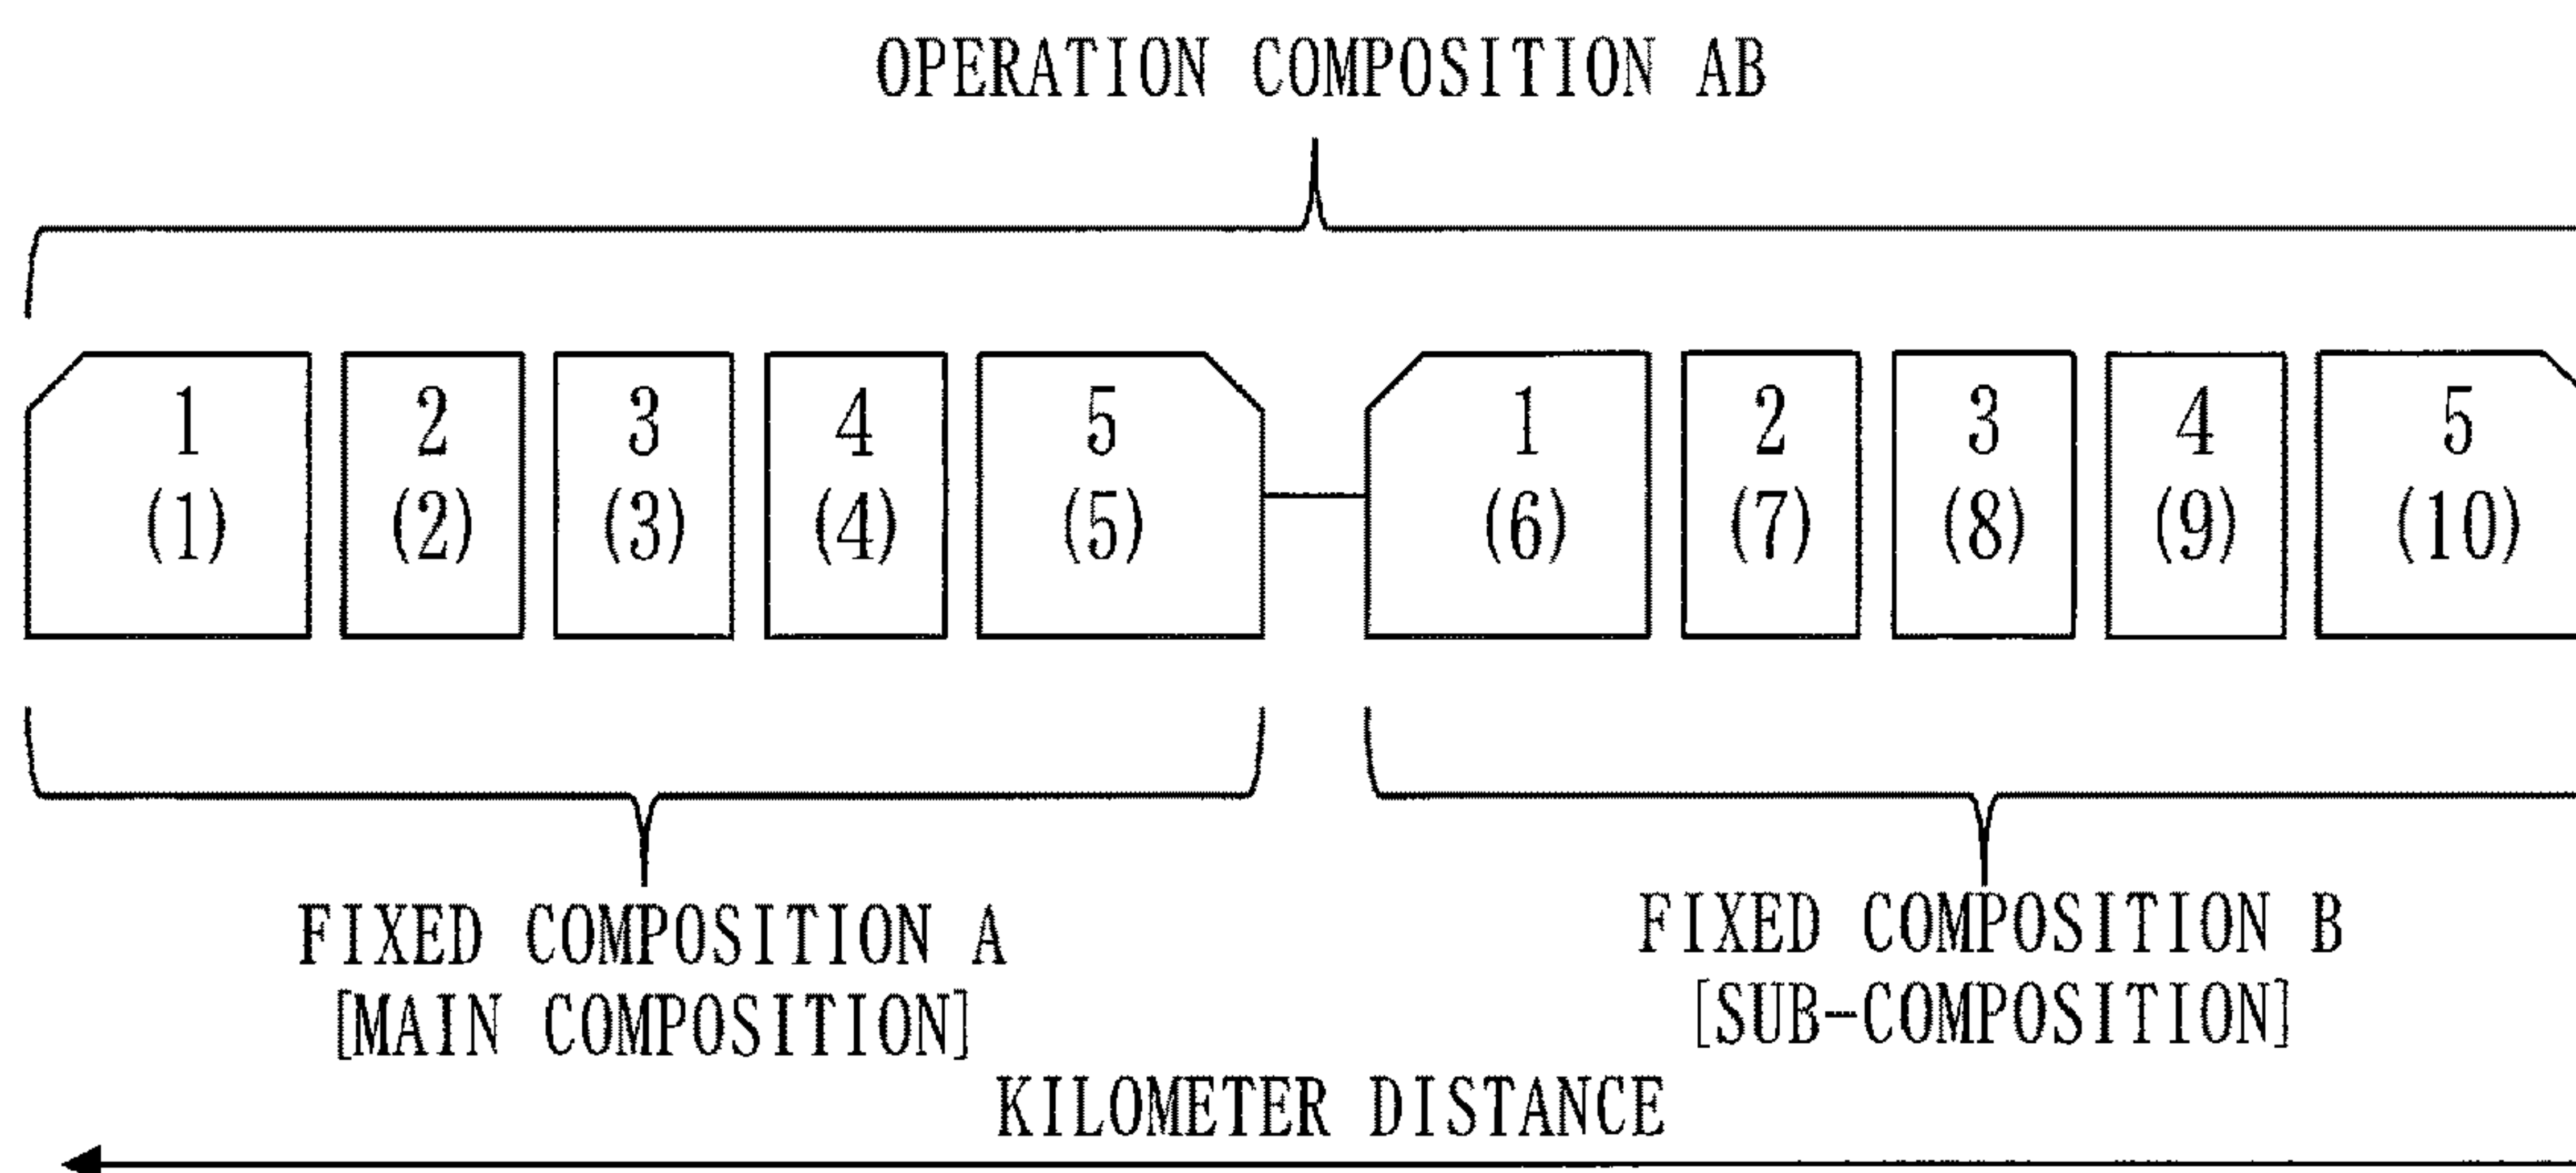 OPERATION COMPOSITION AB
1 2 3 4 5 1 2 3 4 5
(1) (2) (3) (4) (5) (6) (7) (8) (9) (10)
FIXED COMPOSITION A
[MAIN COMPOSITION]
FIXED COMPOSITION B
[SUB-COMPOSITION]
KILOMETER DISTANCE